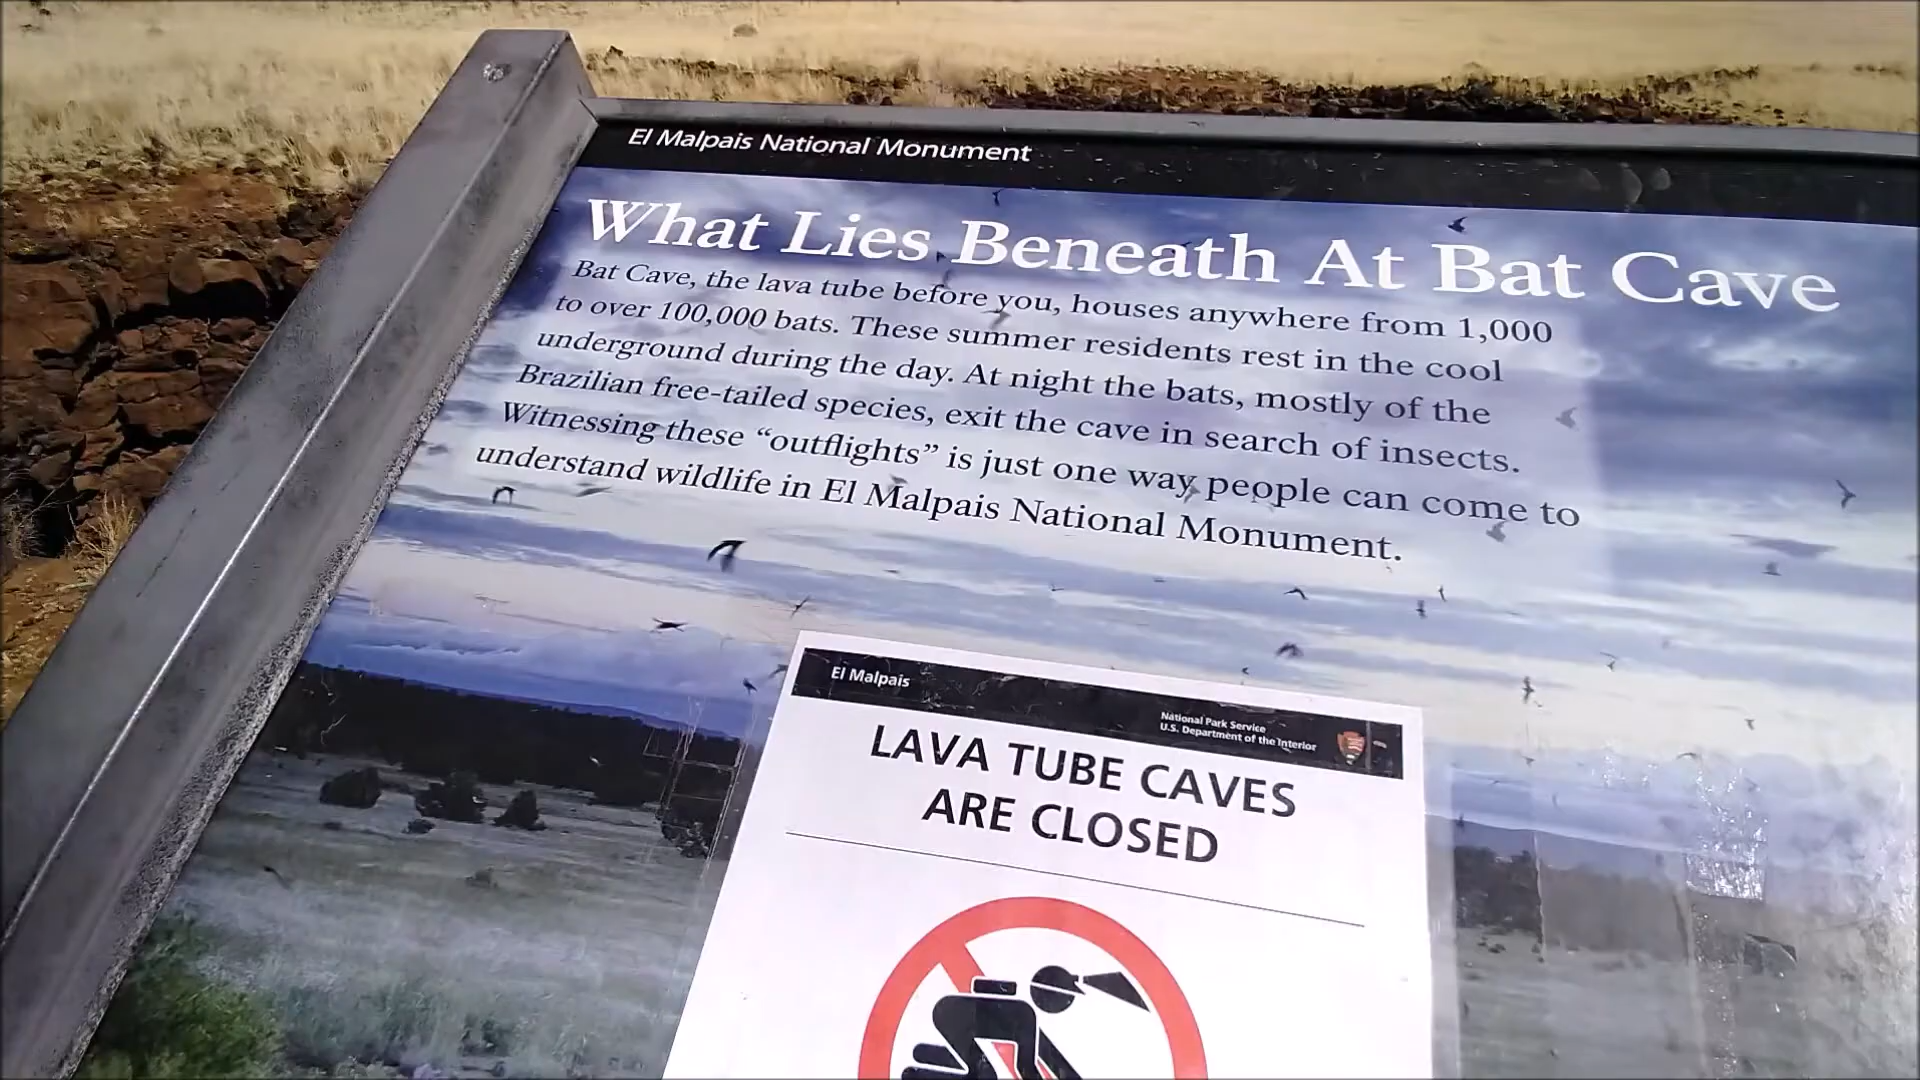 El Malpais National Monument
What Lies Beneath At Bat Cave
Bat Cave, the lava tube before you, houses anywhere from 1,000
to over 100,000 bats. These summer residents rest in the cool
underground during the day. At night the bats, mostly of the
Brazilian free-tailed species, exit the cave in search of insects.
Witnessing these “outflights” is just one way people can come to
understand wildlife in El Malpais National Monument.
El Malpais
National Park Service
U.S. Department of the Interior
LAVA TUBE CAVES
ARE CLOSED